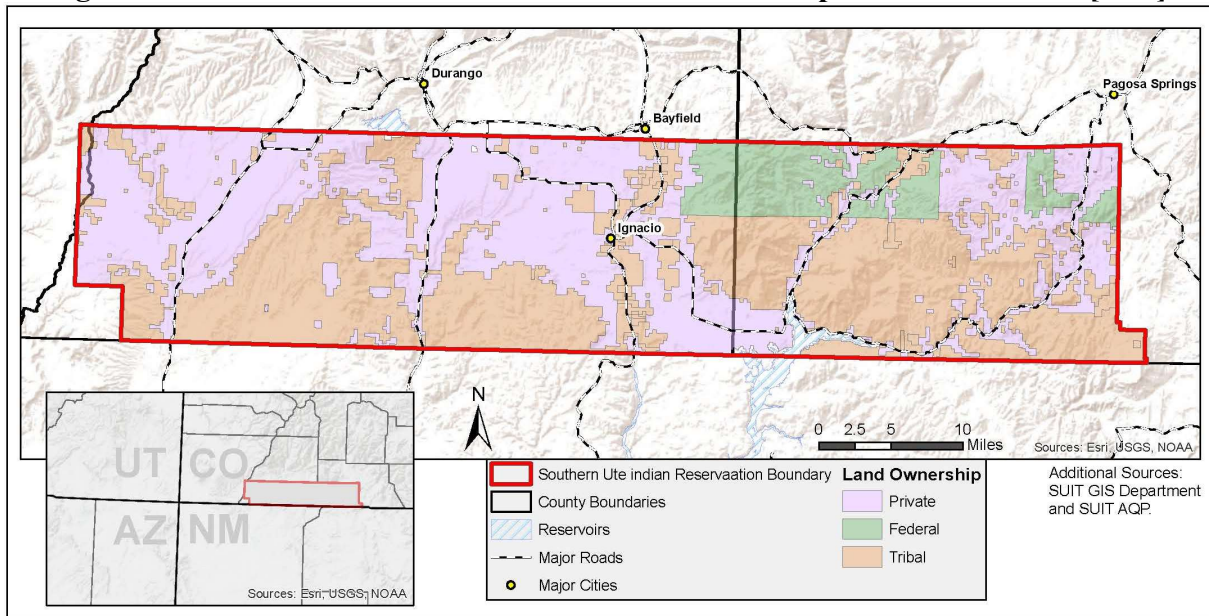 Durango
Bayfield
Pagosa Springs
Ignacio
N
0 2.5 5 10
Miles
Sources: Esri, USGS, NOAA
UT CO
AZ NM
Sources: Esri, USGS, NOAA
Southern Ute indian Reservaation Boundary
County Boundaries
Reservoirs
Major Roads
Major Cities
Land Ownership
Private
Federal
Tribal
Additional Sources:
SUIT GIS Department
and SUIT AQP.